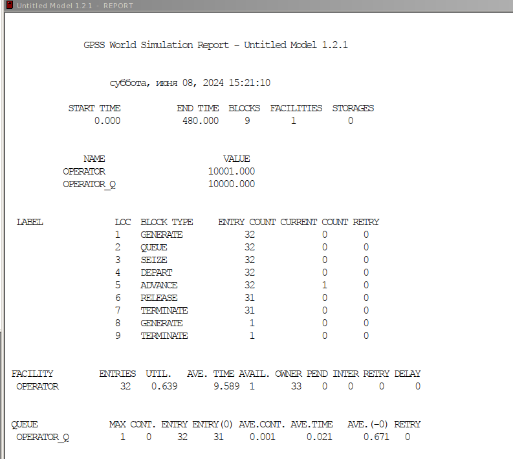 Untitled Model 1.2.1 - REPORT
GPSS World Simulation Report - Untitled Model 1.2.1
суббота, июня 08, 2024 15:21:10
START TIME END TIME BLOCKS FACILITIES STORAGES
0.000 480.000 9 1 0
NAME VALUE
OPERATOR 10001.000
OPERATOR_Q 10000.000
LABEL LOC BLOCK TYPE ENTRY COUNT CURRENT COUNT RETRY
1 GENERATE 32 0 0
2 QUEUE 32 0 0
3 SEIZE 32 0 0
4 DEPART 32 0 0
5 ADVANCE 32 1 0
6 RELEASE 31 0 0
7 TERMINATE 31 0 0
8 GENERATE 1 0 0
9 TERMINATE 1 0 0
FACILITY ENTRIES UTIL. AVE. TIME AVAIL. OWNER PEND INTER RETRY DELAY
OPERATOR 32 0.639 9.589 1 33 0 0 0 0
QUEUE MAX CONT. ENTRY ENTRY(0) AVE.CONT. AVE.TIME AVE.(-0) RETRY
OPERATOR_Q 1 0 32 31 0.001 0.021 0.671 0